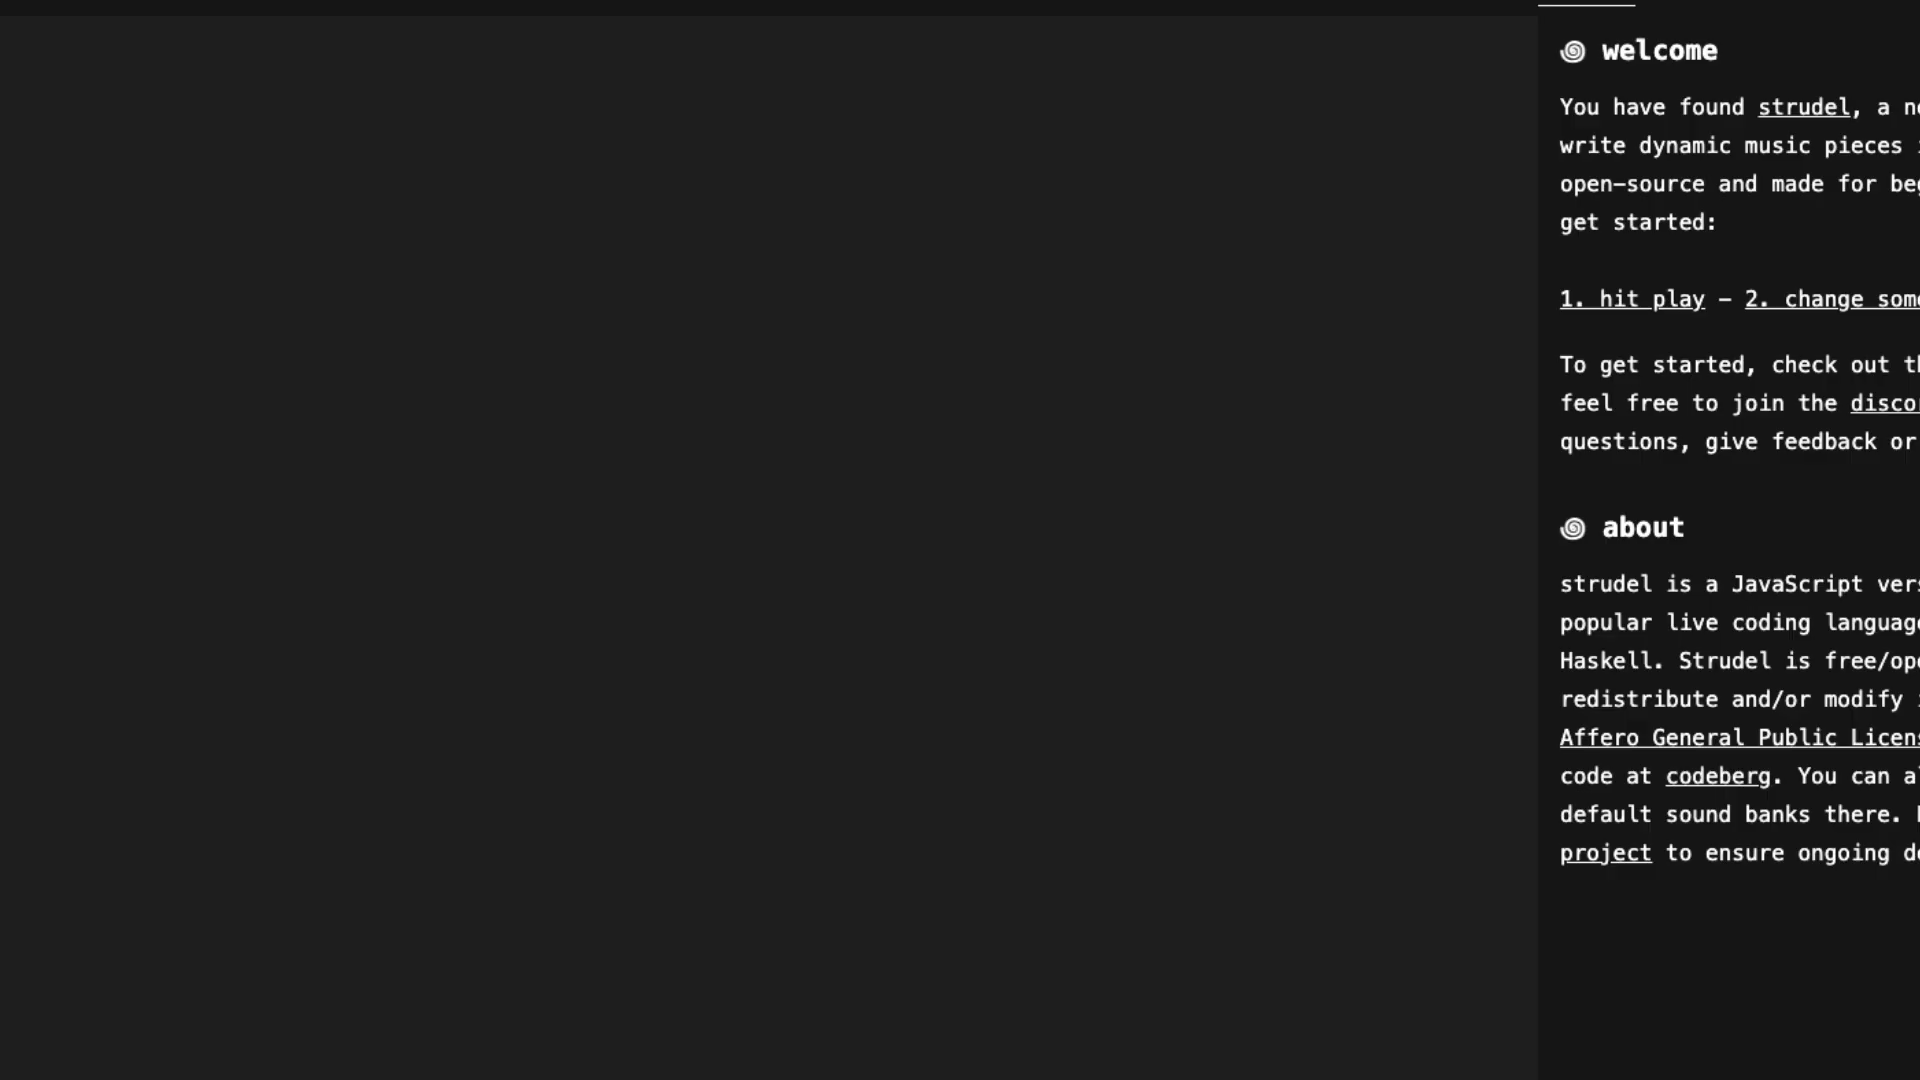 welcome
You have found strudel, a
write dynamic music pieces
open-source and made for
get started:
1. hit play - 2. change
To get started, check out
feel free to join the
questions, give feedback or
about
strudel is a JavaScript
popular live coding
Haskell. Strudel is
redistribute and/or modify
Affero General Public
code at codeberg. You can
default sound banks there.
project to ensure ongoing